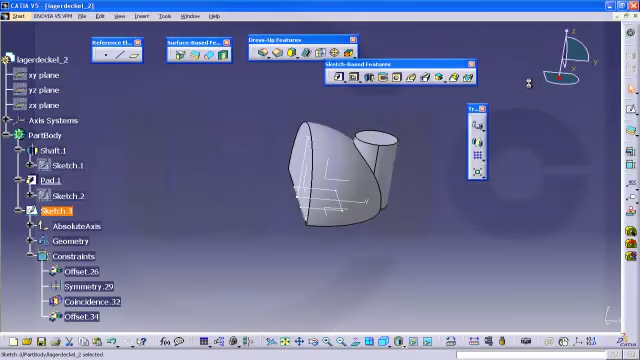 CATIA V5 - [lagerdeckel_2]
Start ENOVIA V5 VPM File Edit View Insert Tools Window Help
Reference El...
Surface-Based Fe...
Dress-Up Features
Sketch-Based Features
Tr...
lagerdeckel_2
xy plane
yz plane
zx plane
Axis Systems
PartBody
Shaft.1
Sketch.1
Pad.1
Sketch.2
Sketch.3
AbsoluteAxis
Geometry
Constraints
Offset.26
Symmetry.29
Coincidence.32
Offset.34
Sketch.3/PartBody/lagerdeckel_2 selected